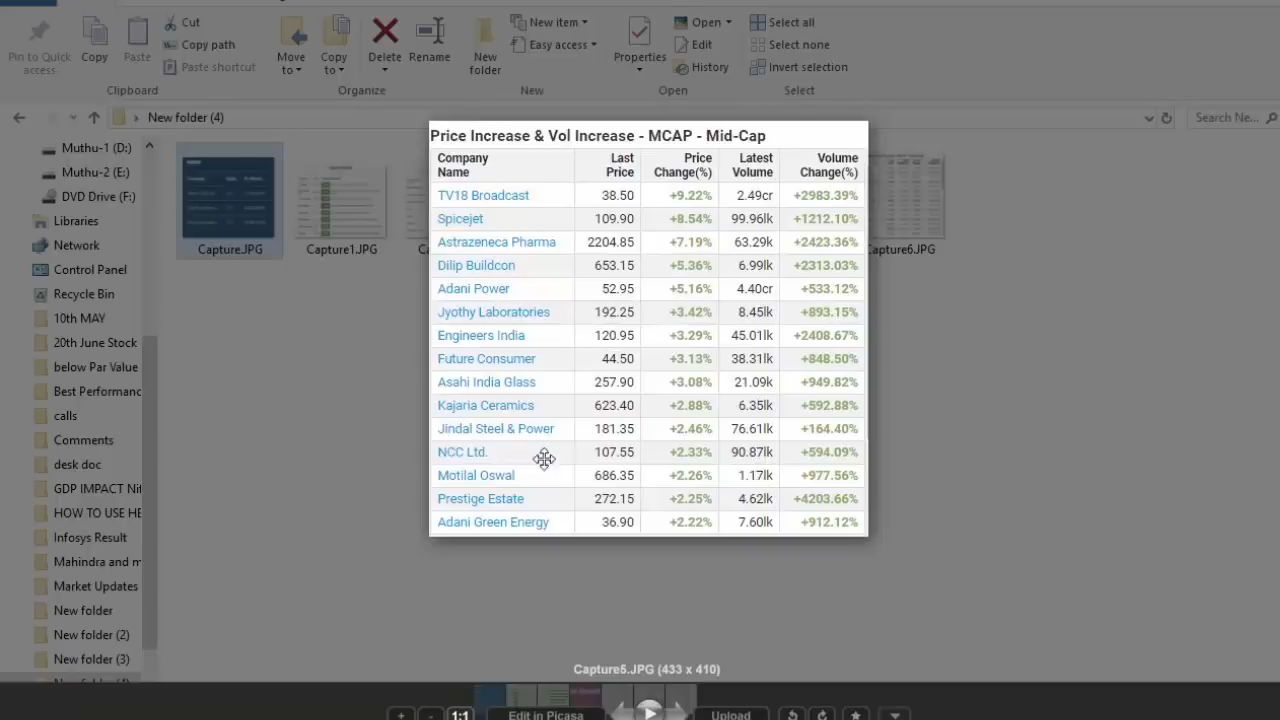 Pin to Quick access
Copy
Paste
Cut
Copy path
Paste shortcut
Move to
Copy to
Delete
Rename
New folder
New item
Easy access
Properties
Open
Edit
History
Select all
Select none
Invert selection
Clipboard
Organize
New
Open
Select
New folder (4)
Search Ne...
Muthu-1 (D:)
Muthu-2 (E:)
DVD Drive (F:)
Libraries
Network
Control Panel
Recycle Bin
10th MAY
20th June Stock
below Par Value
Best Performanc
calls
Comments
desk doc
GDP IMPACT Nif
HOW TO USE HE
Infosys Result
Mahindra and m
Market Updates
New folder
New folder (2)
New folder (3)
Capture.JPG
Capture1.JPG
Capture6.JPG
Price Increase & Vol Increase - MCAP - Mid-Cap
Company Name Last Price Price Change(%) Latest Volume Volume Change(%)
TV18 Broadcast 38.50 +9.22% 2.49cr +2983.39%
Spicejet 109.90 +8.54% 99.96lk +1212.10%
Astrazeneca Pharma 2204.85 +7.19% 63.29lk +2423.36%
Dilip Buildcon 653.15 +5.36% 6.99lk +2313.03%
Adani Power 52.95 +5.16% 4.40cr +533.12%
Jyothy Laboratories 192.25 +3.42% 8.45lk +893.15%
Engineers India 120.95 +3.29% 45.01lk +2408.67%
Future Consumer 44.50 +3.13% 38.31lk +848.50%
Asahi India Glass 257.90 +3.08% 21.09lk +949.82%
Kajaria Ceramics 623.40 +2.88% 6.35lk +592.88%
Jindal Steel & Power 181.35 +2.46% 76.61lk +164.40%
NCC Ltd. 107.55 +2.33% 90.87lk +594.09%
Motilal Oswal 686.35 +2.26% 1.17lk +977.56%
Prestige Estate 272.15 +2.25% 4.62lk +4203.66%
Adani Green Energy 36.90 +2.22% 7.60lk +912.12%
Capture5.JPG (433 x 410)
+ - 1:1 Edit in Picasa Upload